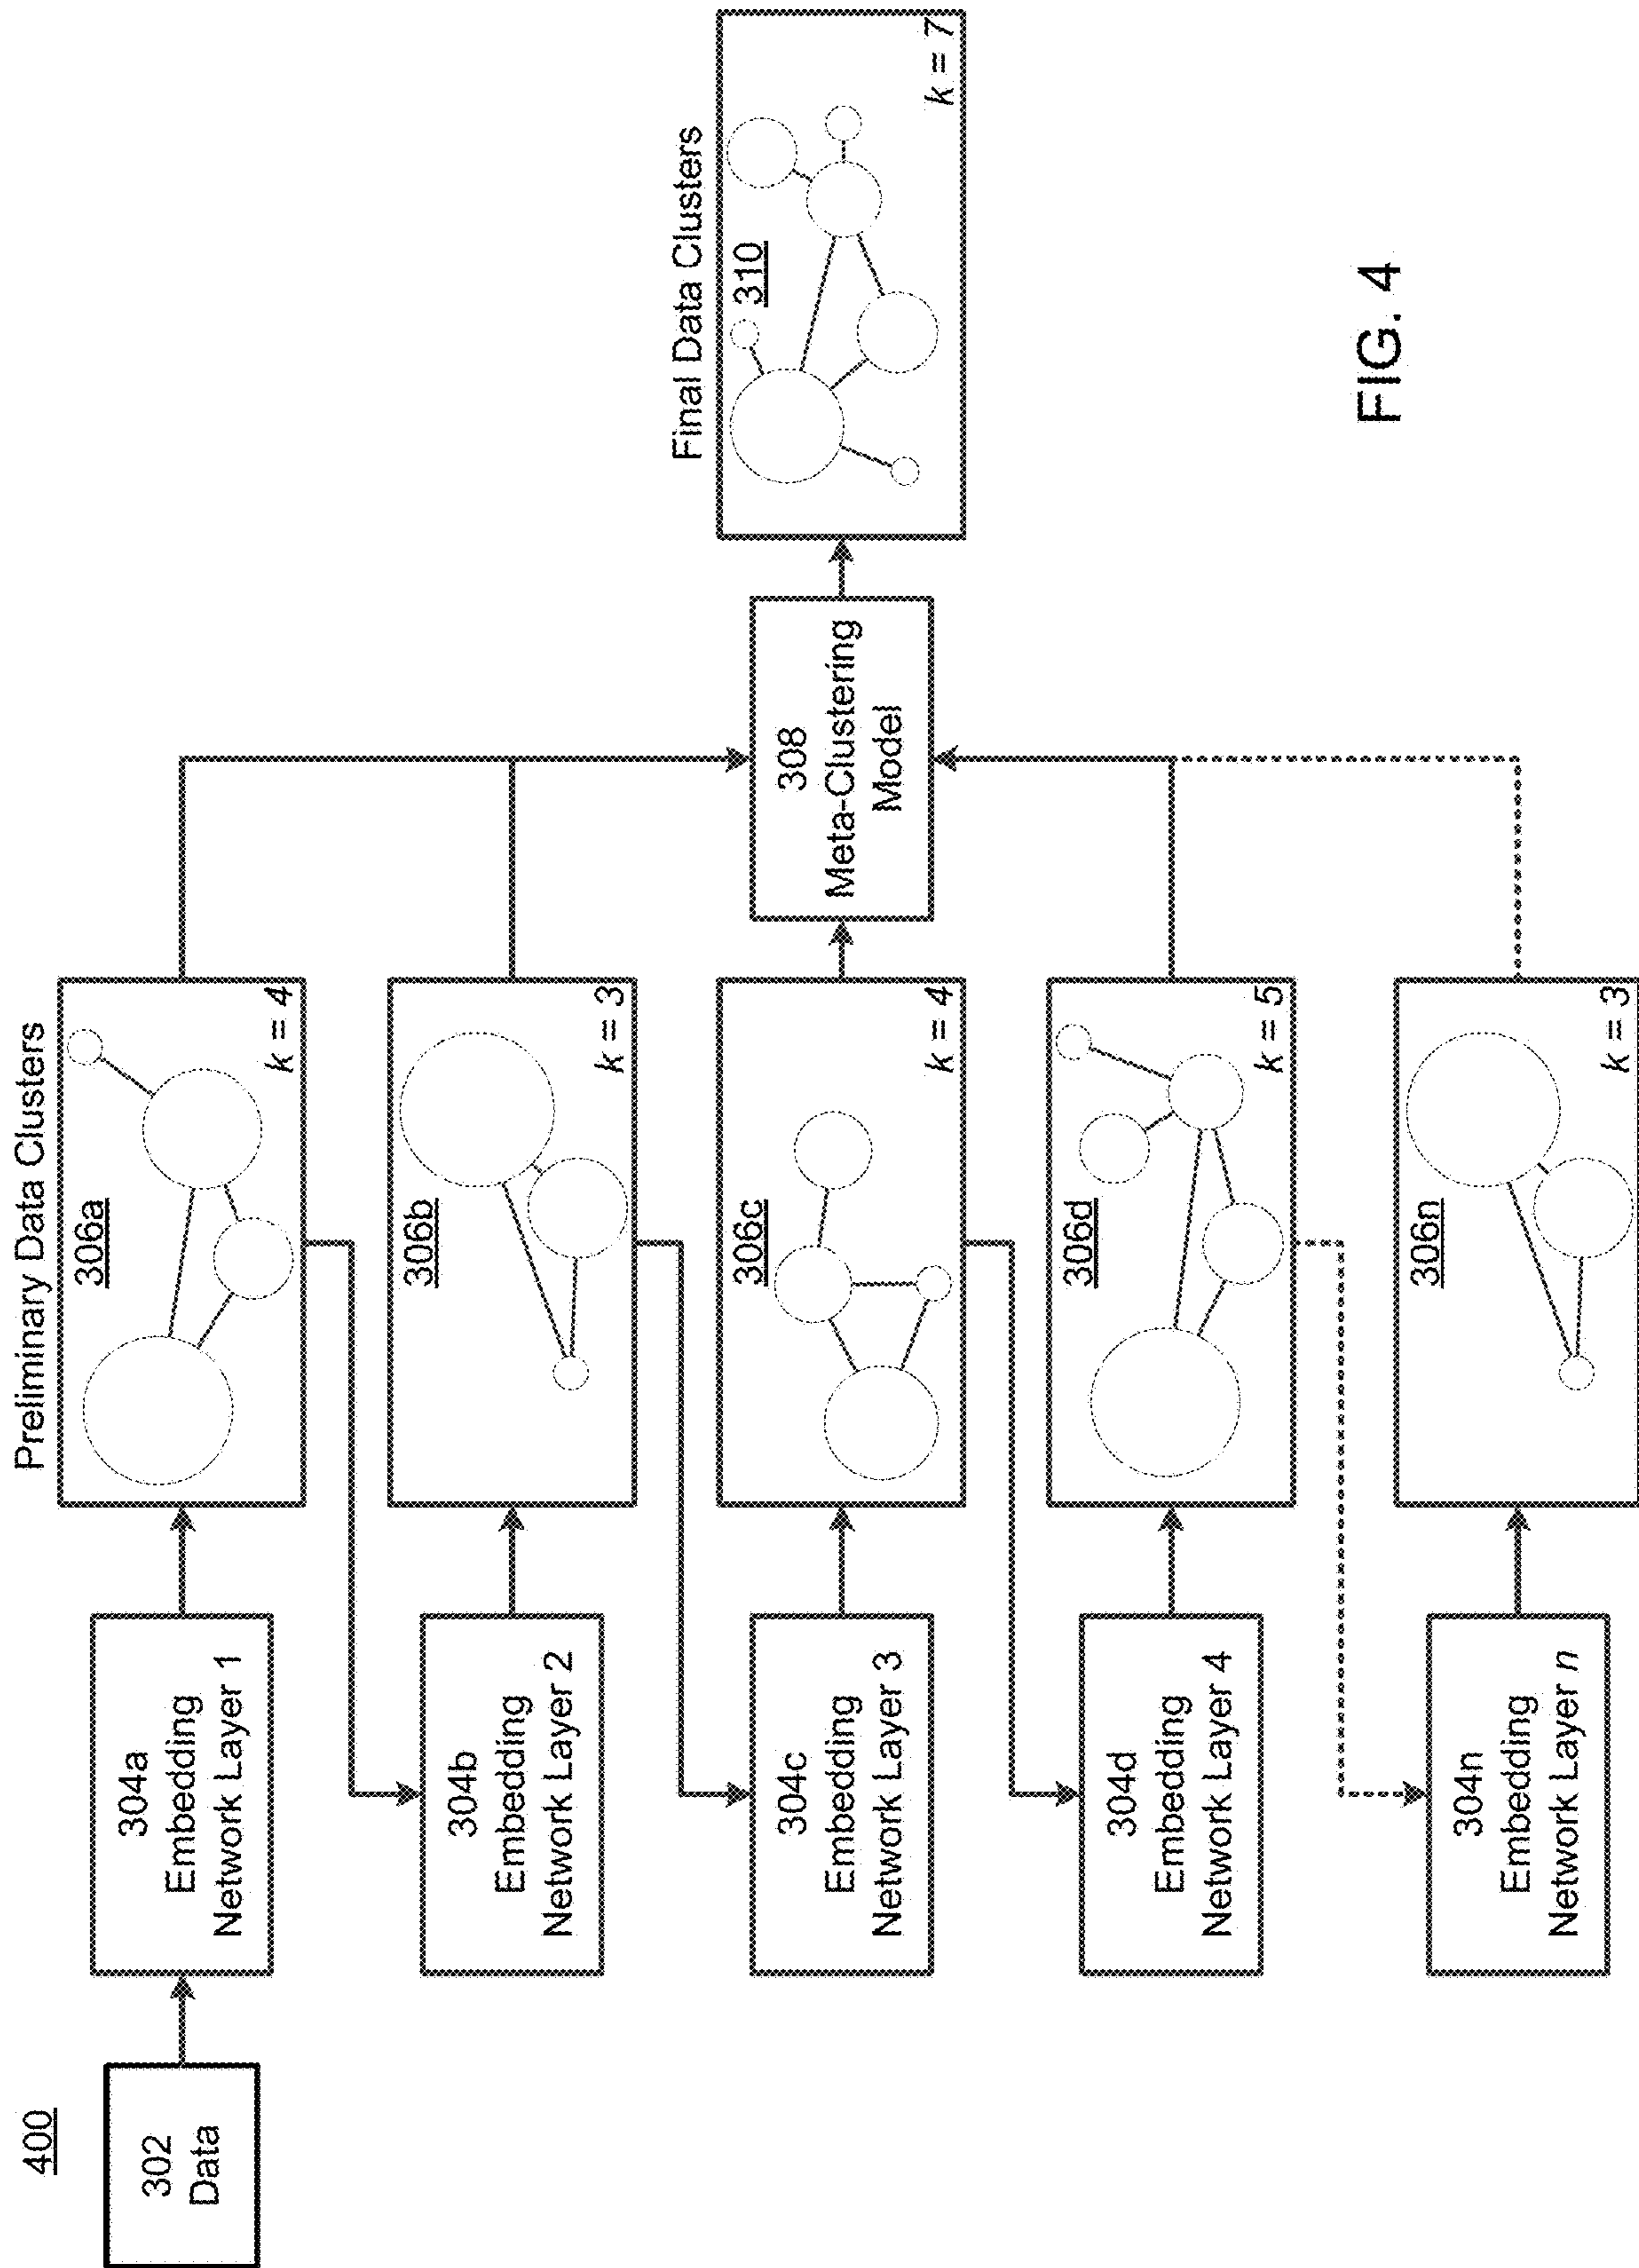 400
302
Data
304a
Embedding
Network Layer 1
304b
Embedding
Network Layer 2
304c
Embedding
Network Layer 3
304d
Embedding
Network Layer 4
304n
Embedding
Network Layer n
Preliminary Data Clusters
306a
k = 4
306b
k = 3
306c
k = 4
306d
k = 5
306n
k = 3
308
Meta-Clustering
Model
Final Data Clusters
310
k = 7
FIG. 4